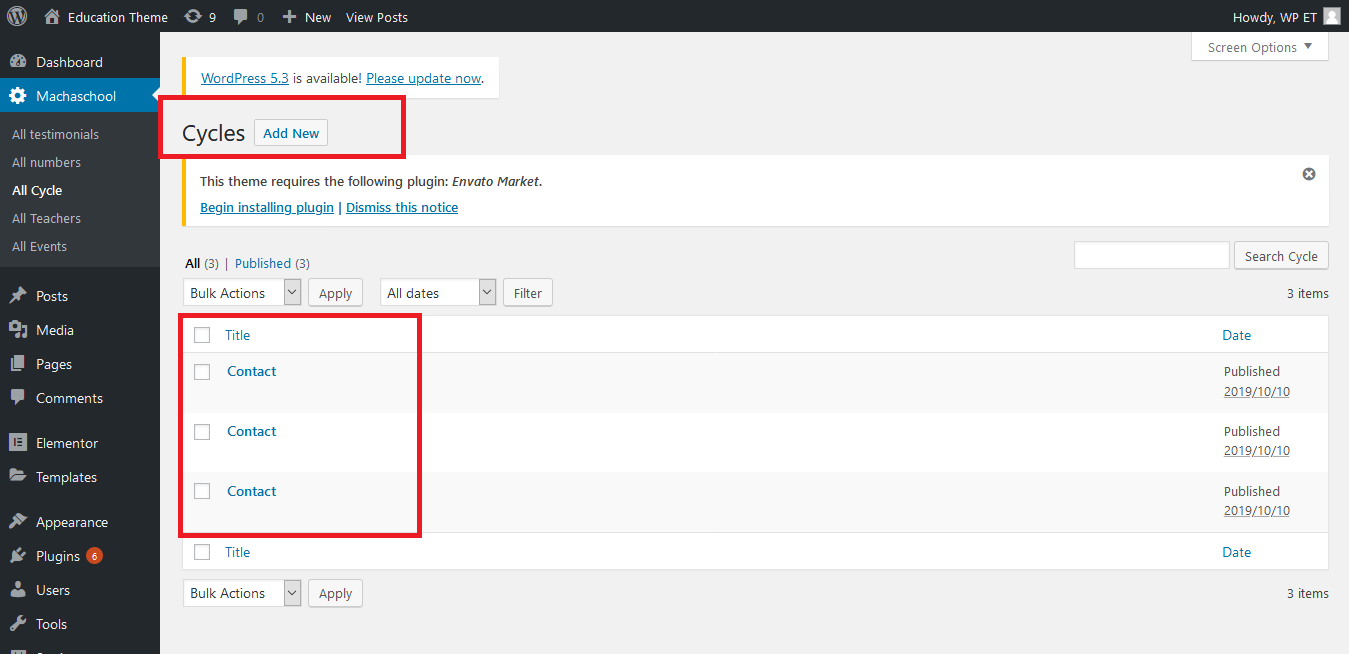 Education Theme 9 0 New View Posts Howdy, WP ET
Screen Options
Dashboard
Machaschool
All testimonials
All numbers
All Cycle
All Teachers
All Events
Posts
Media
Pages
Comments
Elementor
Templates
Appearance
Plugins 6
Users
Tools
WordPress 5.3 is available! Please update now.
Cycles Add New
This theme requires the following plugin: Envato Market.
Begin installing plugin | Dismiss this notice
All (3) | Published (3)
Search Cycle
Bulk Actions Apply All dates Filter 3 items
Title Date
Contact Published
2019/10/10
Contact Published
2019/10/10
Contact Published
2019/10/10
Title Date
Bulk Actions Apply 3 items